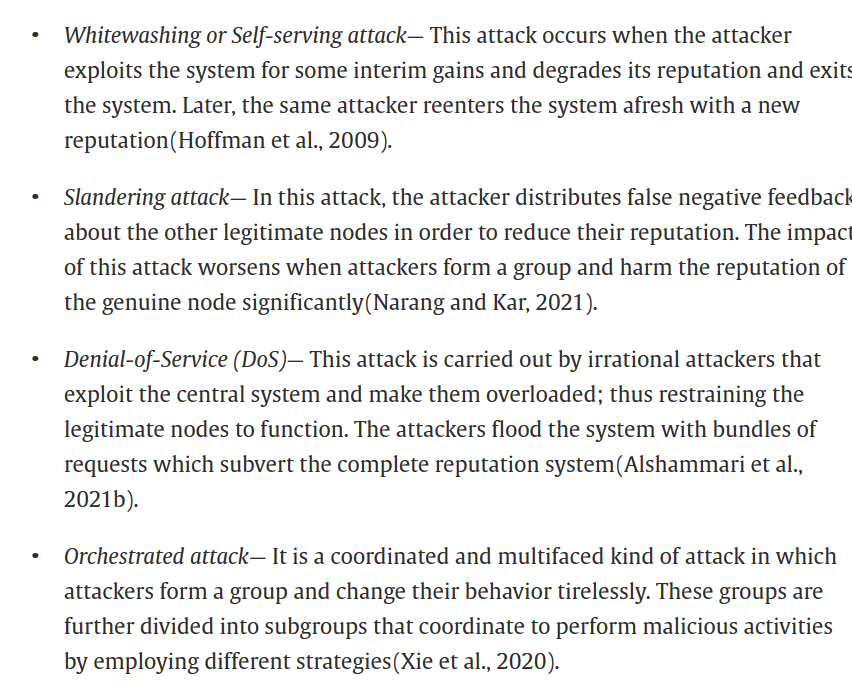 • Whitewashing or Self-serving attack— This attack occurs when the attacker
exploits the system for some interim gains and degrades its reputation and exits
the system. Later, the same attacker reenters the system afresh with a new
reputation(Hoffman et al., 2009).
• Slandering attack— In this attack, the attacker distributes false negative feedback
about the other legitimate nodes in order to reduce their reputation. The impact
of this attack worsens when attackers form a group and harm the reputation of
the genuine node significantly(Narang and Kar, 2021).
• Denial-of-Service (DoS)— This attack is carried out by irrational attackers that
exploit the central system and make them overloaded; thus restraining the
legitimate nodes to function. The attackers flood the system with bundles of
requests which subvert the complete reputation system(Alshammari et al.,
2021b).
• Orchestrated attack— It is a coordinated and multifaced kind of attack in which
attackers form a group and change their behavior tirelessly. These groups are
further divided into subgroups that coordinate to perform malicious activities
by employing different strategies(Xie et al., 2020).